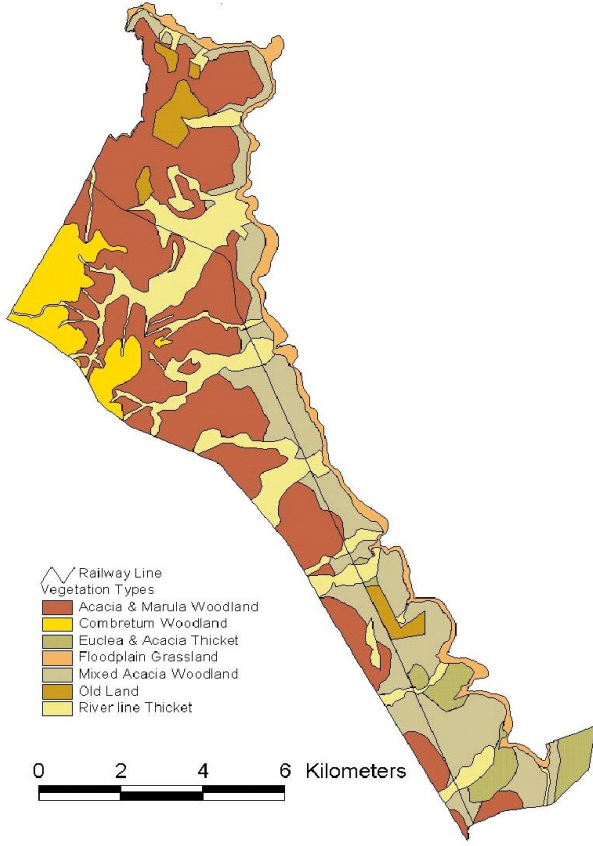 Railway Line
Vegetation Types
Acacia & Marula Woodland
Combretum Woodland
Euclea & Acacia Thicket
Floodplain Grassland
Mixed Acacia Woodland
Old Land
River line Thicket
0 2 4 6 Kilometers